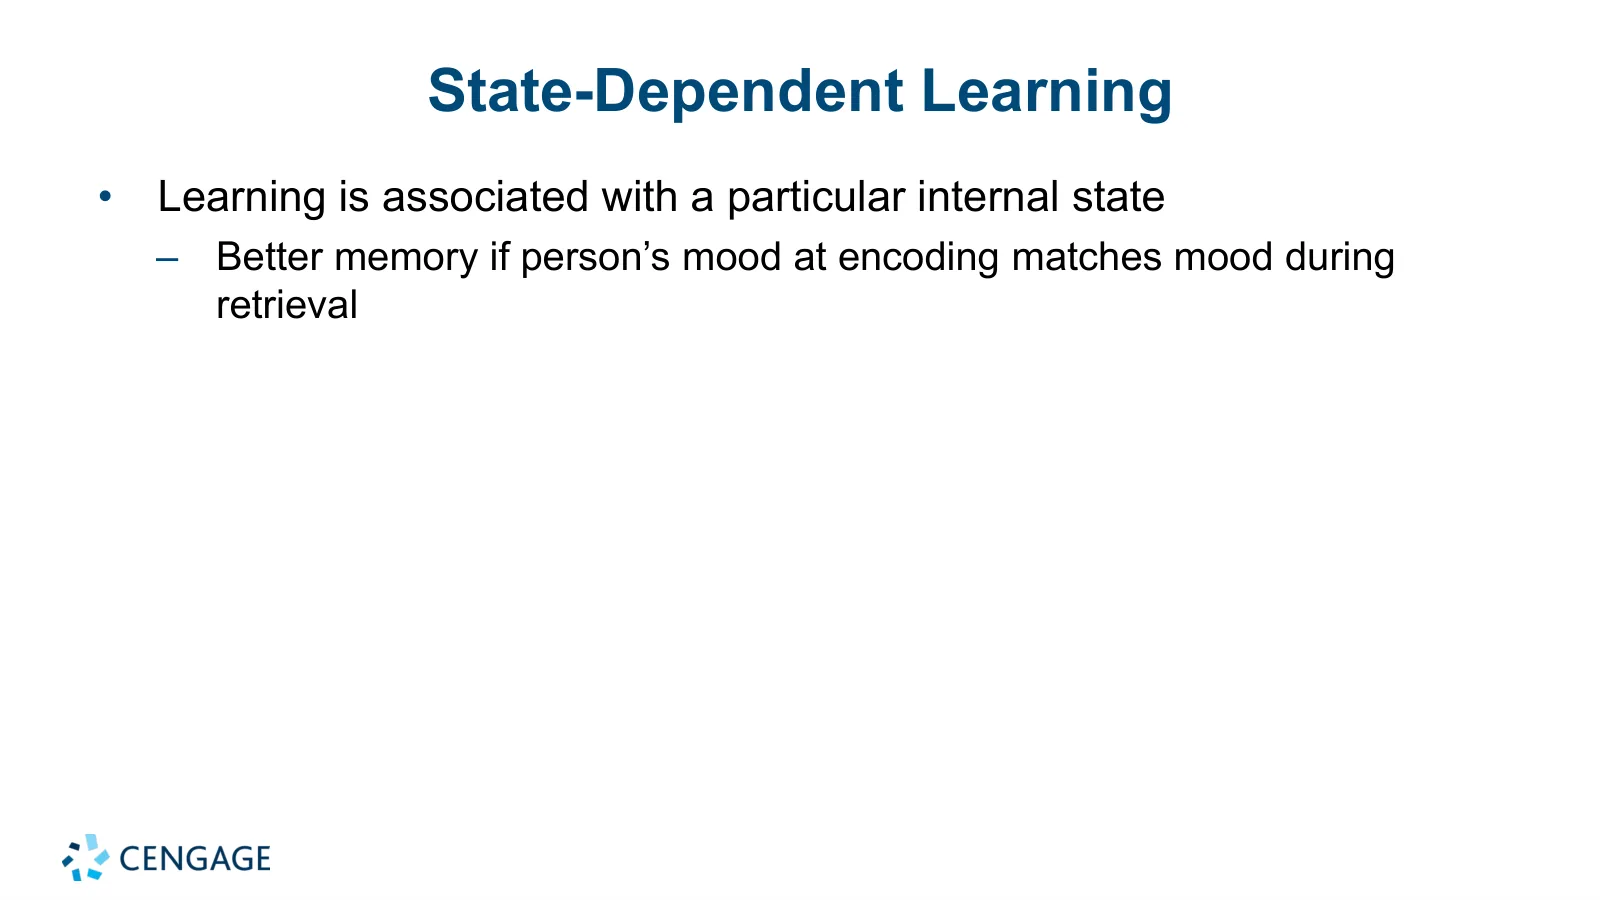 State-Dependent Learning
• Learning is associated with a particular internal state
– Better memory if person’s mood at encoding matches mood during
retrieval
CENGAGE